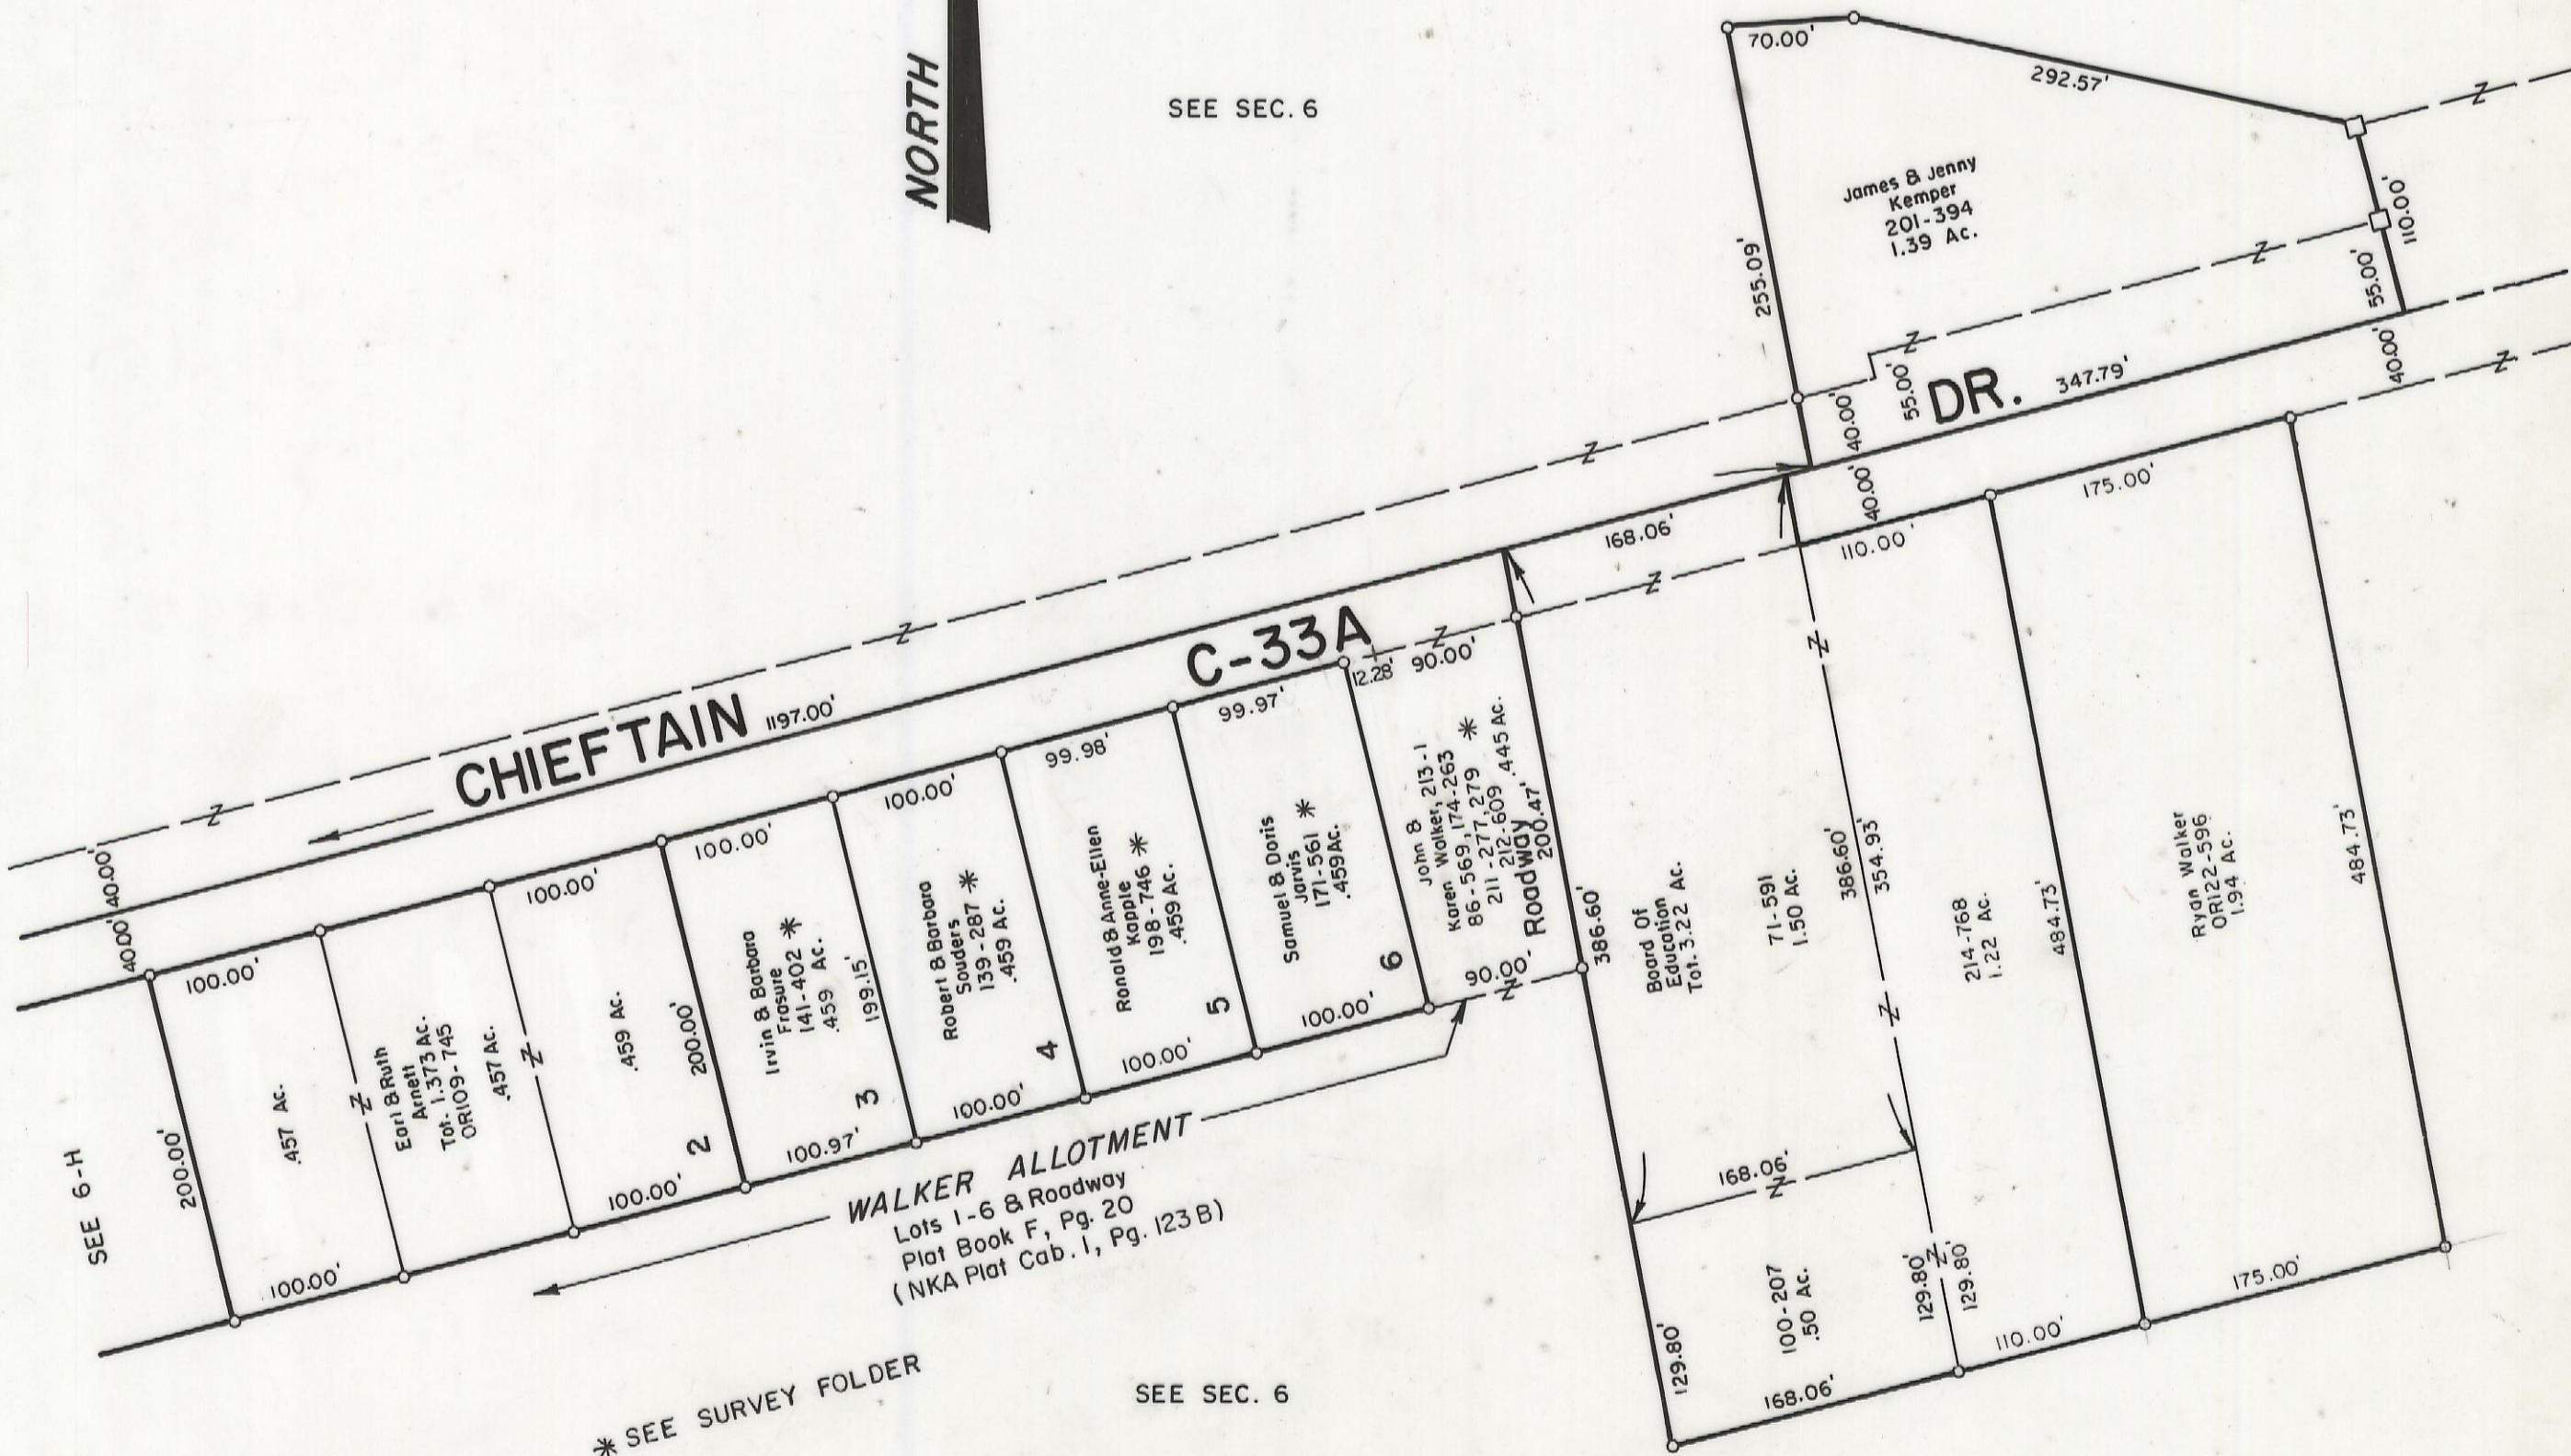 NORTH
SEE SEC. 6
70.00'
292.57'
James & Jenny
Kemper
201-394
1.39 Ac.
255.09'
110.00'
55.00'
40.00'
55.00'
DR.
347.79'
40.00'
40.00'
168.06'
110.00'
175.00'
C-33A
12.28'
90.00'
CHIEFTAIN
1197.00'
99.97'
99.98'
100.00'
100.00'
100.00'
100.00'
40.00'
40.00'
SEE 6-H
200.00'
.457 Ac.
Earl & Ruth
Arnett
Tot. 1.373 Ac.
OR109-745
.457 Ac.
.459 Ac.
200.00'
2
Irvin & Barbara
Frasure
141-402 *
.459 Ac.
199.15'
3
Robert & Barbara
Souders
139-287 *
.459 Ac.
4
Ronald & Anne-Ellen
Kapple
198-746 *
.459 Ac.
5
Samuel & Doris
Jarvis
171-561 *
.459 Ac.
6
John &
Karen Walker, 213-1
86-569, 174-263
211-277, 279 *
212-609 .445 Ac.
Roadway
200.47'
90.00'
386.60'
Board Of
Education
Tot. 3.22 Ac.
71-591
1.50 Ac.
386.60'
354.93'
214-768
1.22 Ac.
484.73'
Ryan Walker
OR122-596
1.94 Ac.
484.73'
100.00'
100.00'
100.97'
100.00'
100.00'
100.00'
WALKER ALLOTMENT
Lots 1-6 & Roadway
Plat Book F, Pg. 20
(NKA Plat Cab. 1, Pg. 123 B)
168.06'
100-207
.50 Ac.
129.80'
129.80'
129.80'
168.06'
110.00'
175.00'
* SEE SURVEY FOLDER
SEE SEC. 6